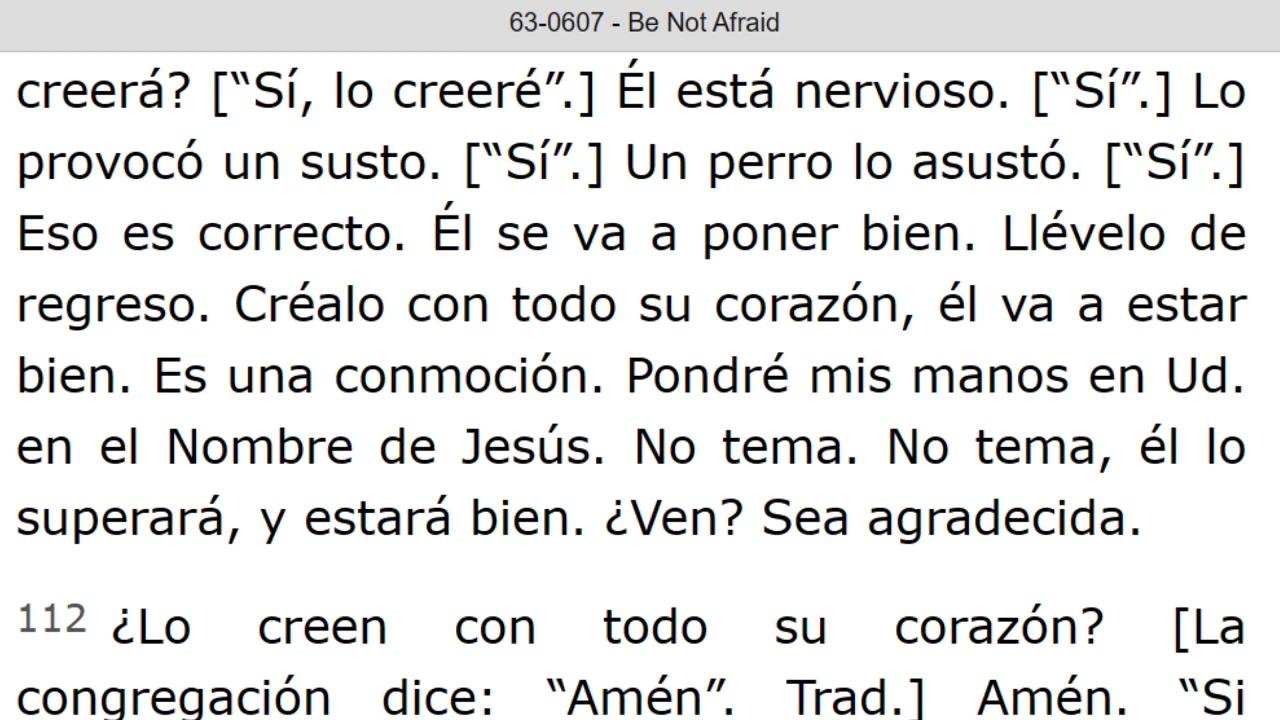 63-0607 - Be Not Afraid
creerá? [“Sí, lo creeré”.] Él está nervioso. [“Sí”.] Lo
provocó un susto. [“Sí”.] Un perro lo asustó. [“Sí”.]
Eso es correcto. Él se va a poner bien. Llévelo de
regreso. Créalo con todo su corazón, él va a estar
bien. Es una conmoción. Pondré mis manos en Ud.
en el Nombre de Jesús. No tema. No tema, él lo
superará, y estará bien. ¿Ven? Sea agradecida.
112 ¿Lo creen con todo su corazón? [La
congregación dice: “Amén”. Trad.] Amén. “Si